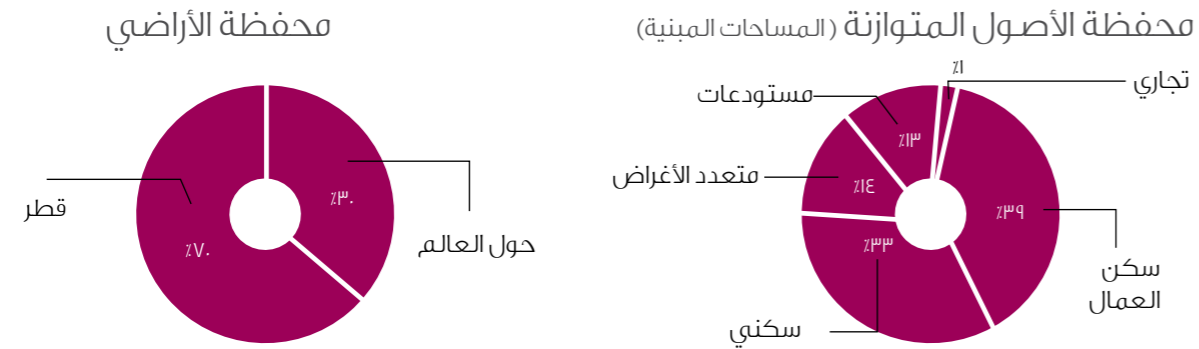 محفظة الأصول المتوازنة (المساحات المبنية)
٪١
تجاري
مستودعات
٪١٣
متعدد الأغراض
٪١٤
٪٣٩
سكن
العمال
٪٣٣
سكني
محفظة الأراضي
٪٣٠
حول العالم
قطر
٪٧٠